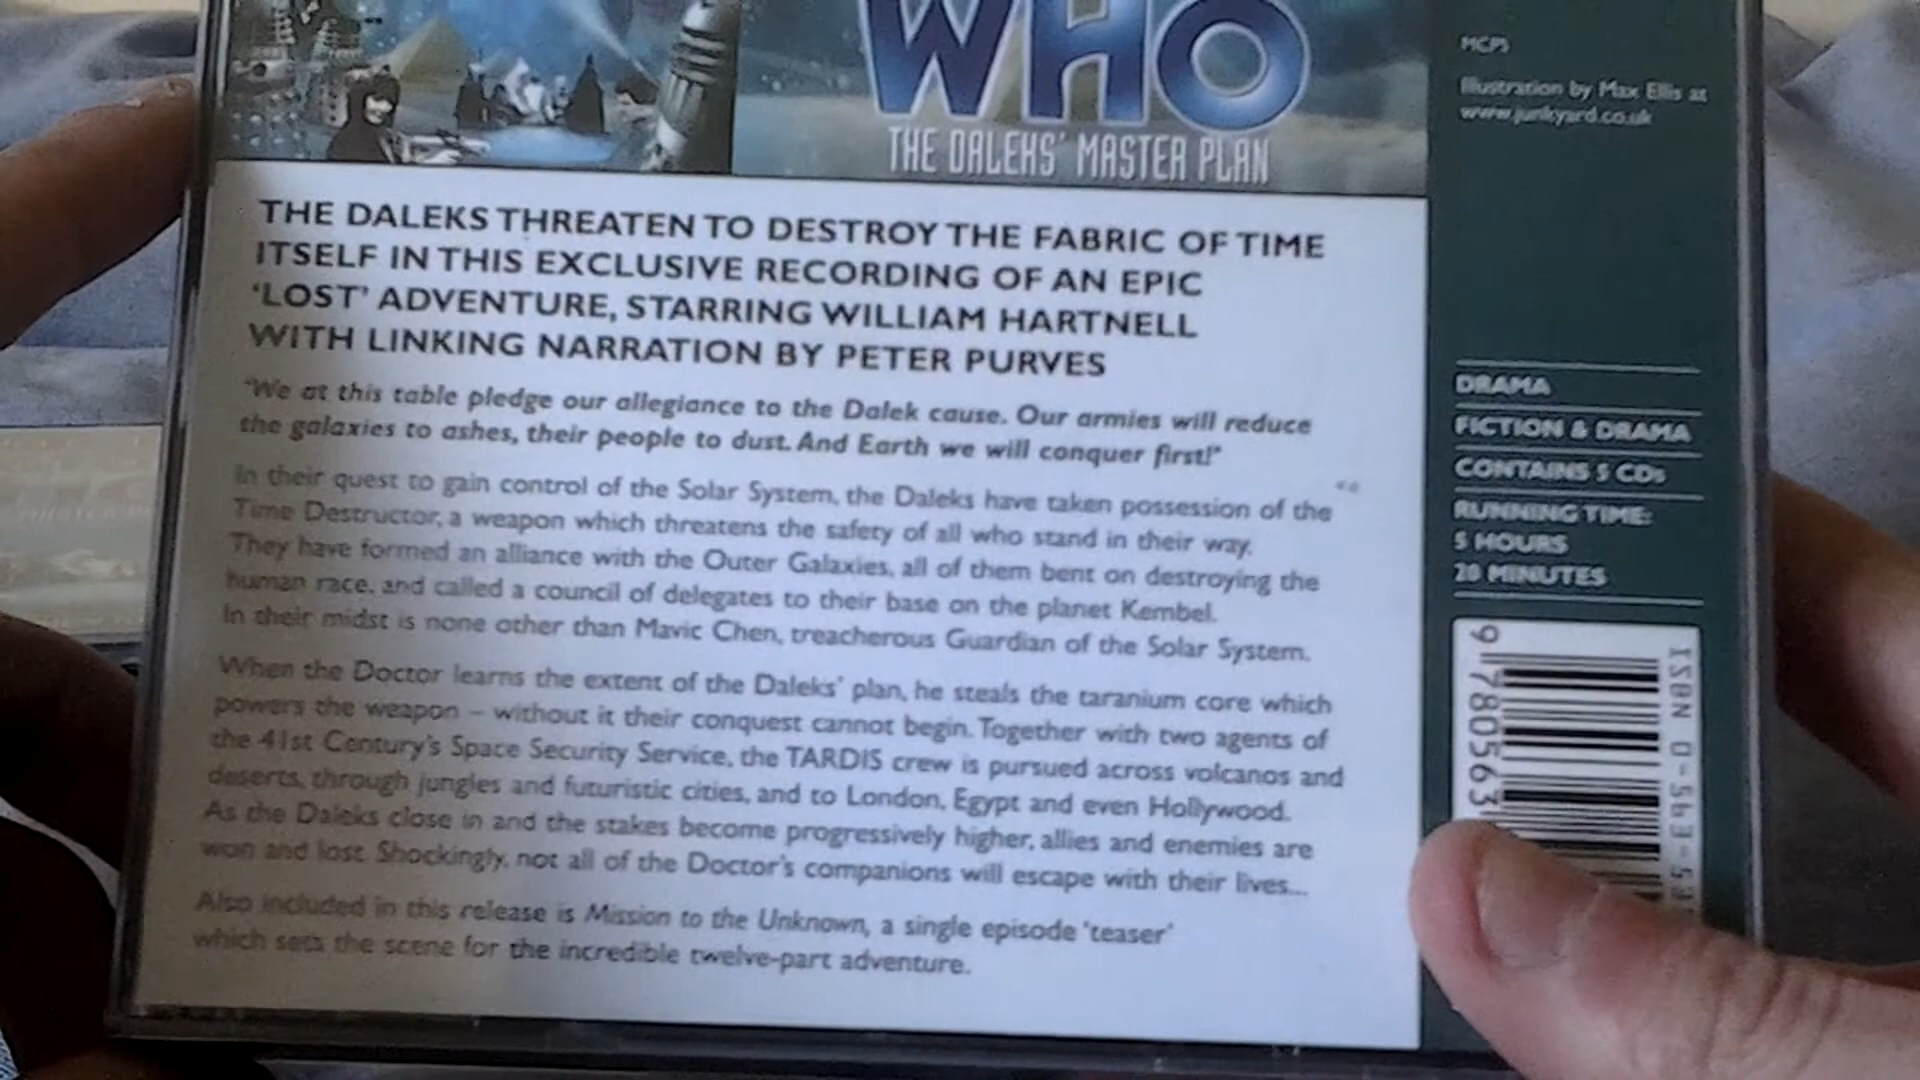 WHO
THE DALEKS' MASTER PLAN
THE DALEKS THREATEN TO DESTROY THE FABRIC OF TIME
ITSELF IN THIS EXCLUSIVE RECORDING OF AN EPIC
'LOST' ADVENTURE, STARRING WILLIAM HARTNELL
WITH LINKING NARRATION BY PETER PURVES
"We at this table pledge our allegiance to the Dalek cause. Our armies will reduce
the galaxies to ashes, their people to dust. And Earth we will conquer first!"
In their quest to gain control of the Solar System, the Daleks have taken possession of the
Time Destructor, a weapon which threatens the safety of all who stand in their way.
They have formed an alliance with the Outer Galaxies, all of them bent on destroying the
human race, and called a council of delegates to their base on the planet Kembel.
In their midst is none other than Mavic Chen, treacherous Guardian of the Solar System.
When the Doctor learns the extent of the Daleks' plan, he steals the taranium core which
powers the weapon – without it their conquest cannot begin. Together with two agents of
the 41st Century's Space Security Service, the TARDIS crew is pursued across volcanos and
deserts, through jungles and futuristic cities, and to London, Egypt and even Hollywood.
As the Daleks close in and the stakes become progressively higher, allies and enemies are
won and lost. Shockingly, not all of the Doctor's companions will escape with their lives...
Also included in this release is Mission to the Unknown, a single episode 'teaser'
which sets the scene for the incredible twelve-part adventure.
MCPS
Illustration by Max Ellis at
www.junkyard.co.uk
DRAMA
FICTION & DRAMA
CONTAINS 5 CDs
RUNNING TIME:
5 HOURS
20 MINUTES
ISBN 0-563-53
9 780563